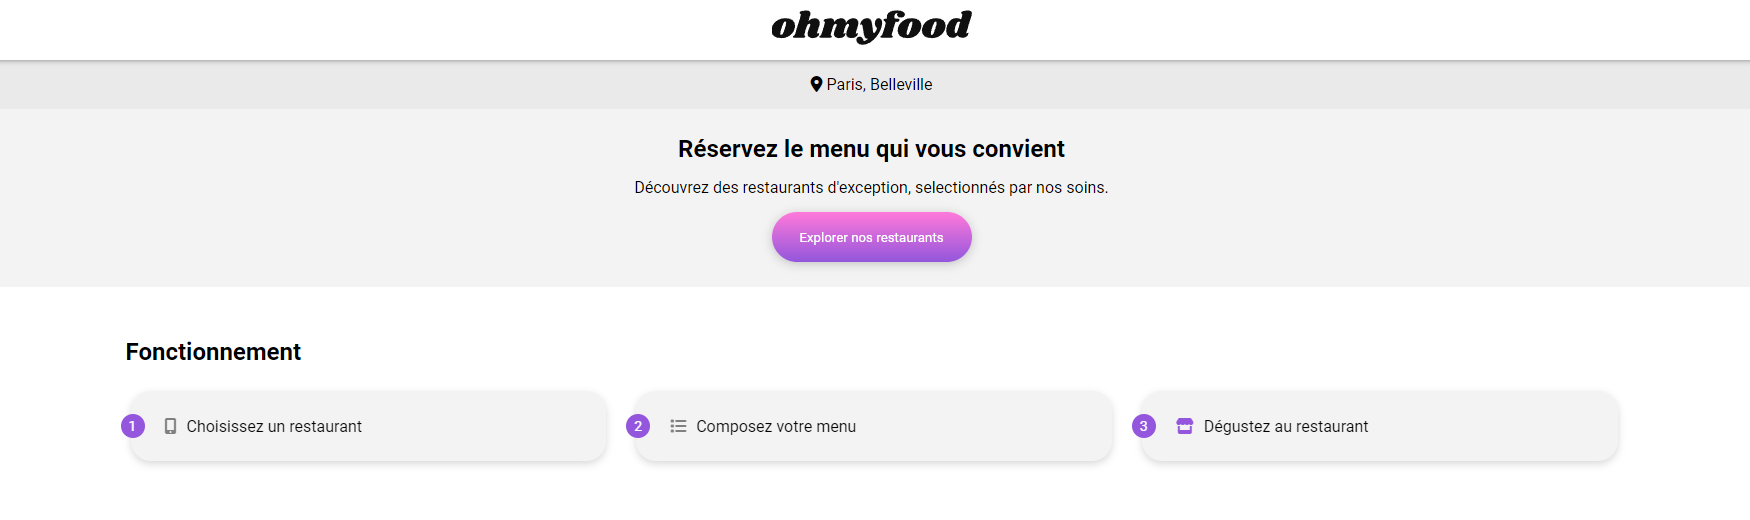 ohmyfood
Paris, Belleville
Réservez le menu qui vous convient
Découvrez des restaurants d'exception, selectionnés par nos soins.
Explorer nos restaurants
Fonctionnement
1 Choisissez un restaurant
2 Composez votre menu
3 Dégustez au restaurant